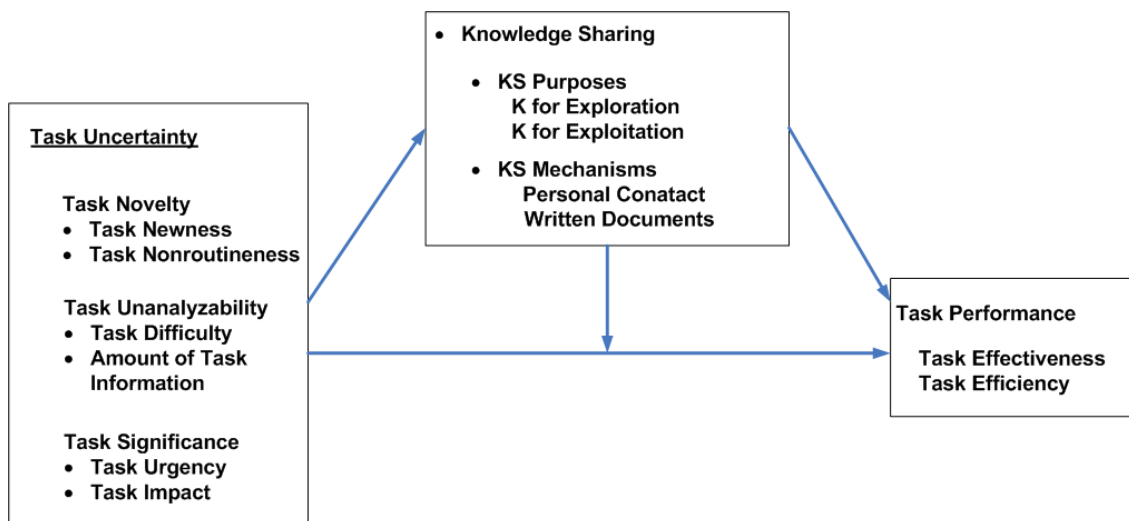 Task Uncertainty
Task Novelty
• Task Newness
• Task Nonroutineness
Task Unanalyzability
• Task Difficulty
• Amount of Task
Information
Task Significance
• Task Urgency
• Task Impact
• Knowledge Sharing
• KS Purposes
K for Exploration
K for Exploitation
• KS Mechanisms
Personal Conatact
Written Documents
Task Performance
Task Effectiveness
Task Efficiency